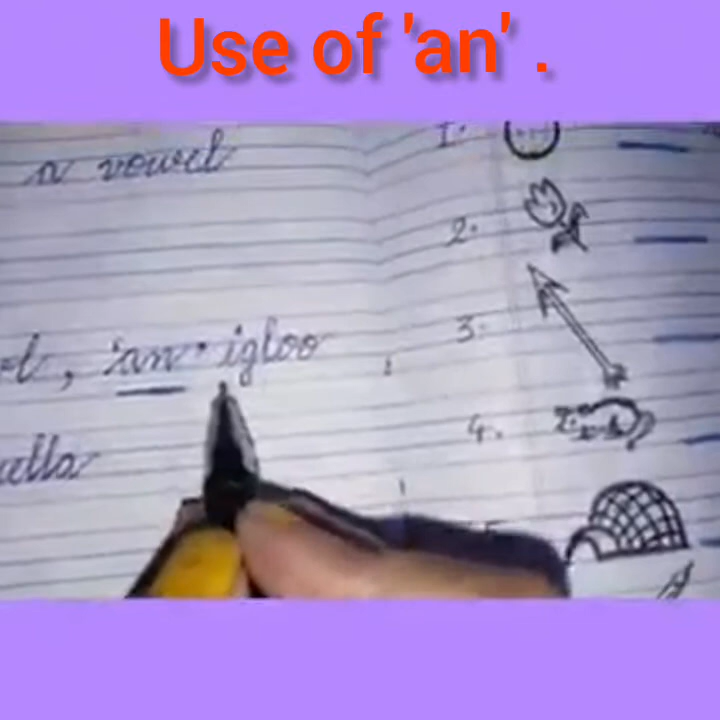 Use of 'an' .
a vowel
1.
2.
, 'an' igloo
3.
4.